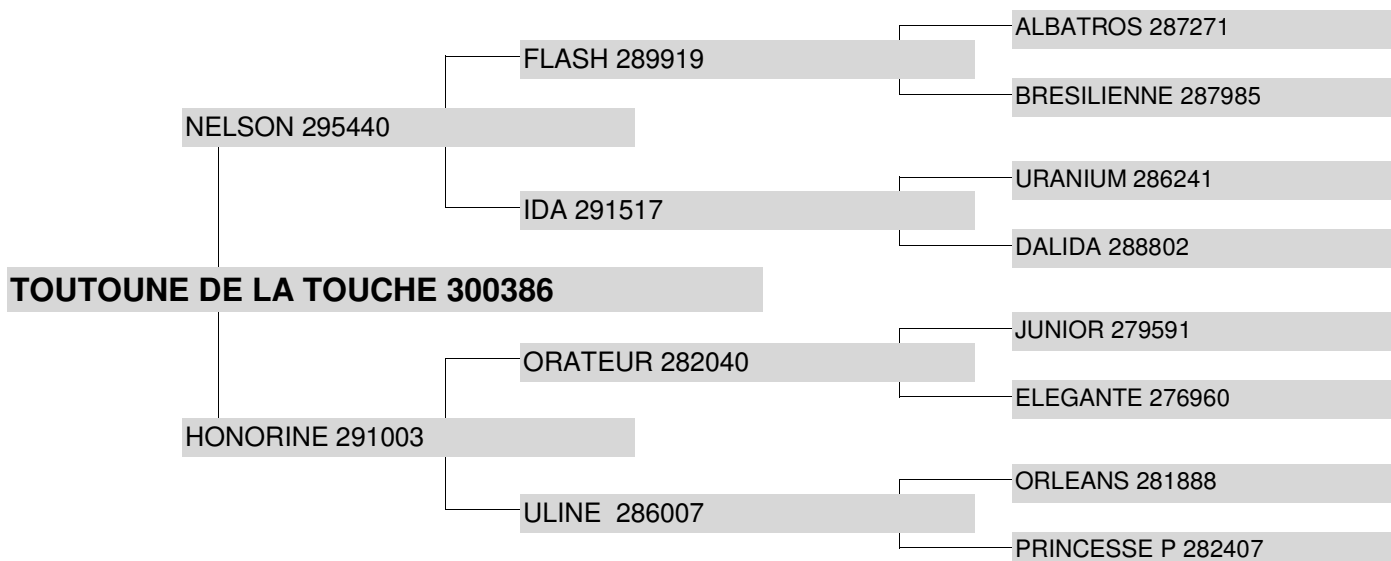 ALBATROS 287271
FLASH 289919
BRESILIENNE 287985
NELSON 295440
URANIUM 286241
IDA 291517
DALIDA 288802
TOUTOUNE DE LA TOUCHE 300386
JUNIOR 279591
ORATEUR 282040
ELEGANTE 276960
HONORINE 291003
ORLEANS 281888
ULINE  286007
PRINCESSE P 282407